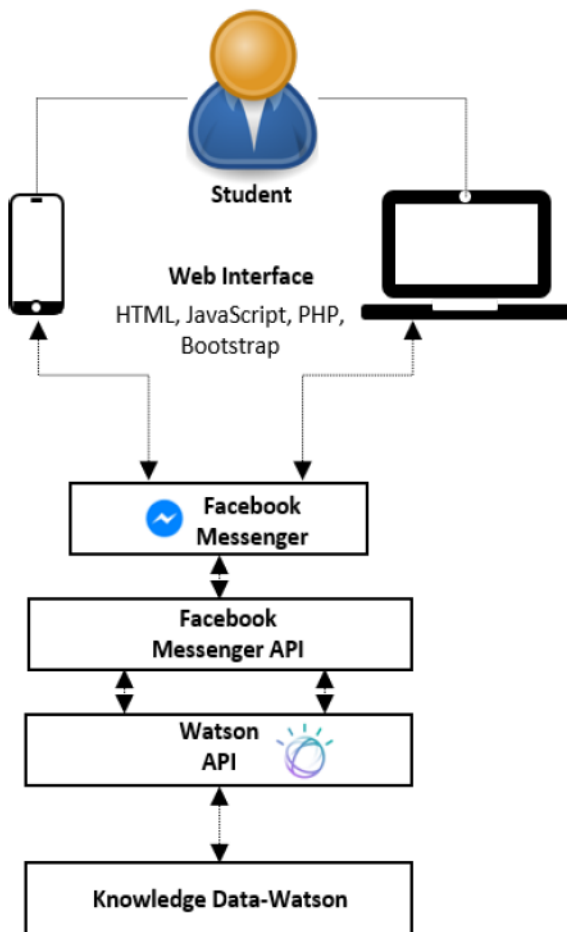 Student
Web Interface
HTML, JavaScript, PHP,
Bootstrap
Facebook
Messenger
Facebook
Messenger API
Watson
API
Knowledge Data-Watson